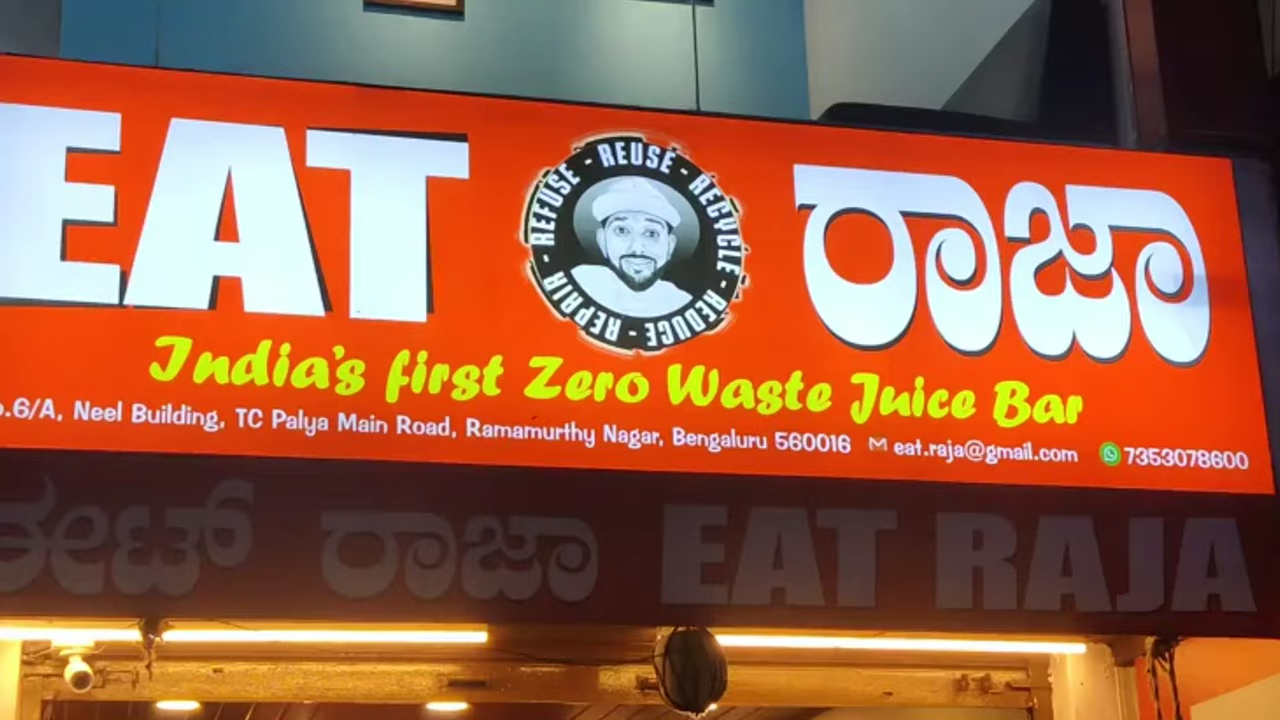 EAT ರಾಜಾ
REFUSE - REUSE - RECYCLE - REDUCE - REPAIR -
India's first Zero Waste Juice Bar
.6/A, Neel Building, TC Palya Main Road, Ramamurthy Nagar, Bengaluru 560016 eat.raja@gmail.com 7353078600
ಈಟ್ ರಾಜಾ EAT RAJA